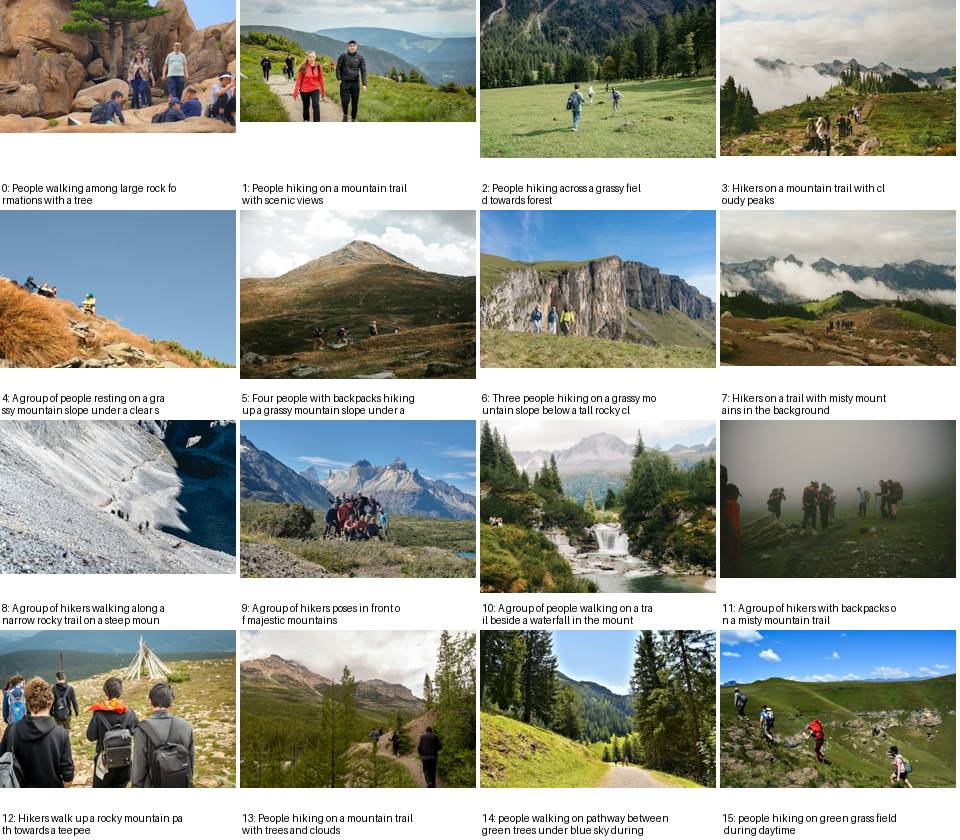 0: People walking among large rock fo
rmations with a tree
1: People hiking on a mountain trail
with scenic views
2: People hiking across a grassy fiel
d towards forest
3: Hikers on a mountain trail with cl
oudy peaks
4: A group of people resting on a gra
ssy mountain slope under a clear s
5: Four people with backpacks hiking
up a grassy mountain slope under a
6: Three people hiking on a grassy mo
untain slope below a tall rocky cl
7: Hikers on a trail with misty mount
ains in the background
8: A group of hikers walking along a
narrow rocky trail on a steep moun
9: A group of hikers poses in front o
f majestic mountains
10: A group of people walking on a tra
il beside a waterfall in the mount
11: A group of hikers with backpacks o
n a misty mountain trail
12: Hikers walk up a rocky mountain pa
th towards a teepee
13: People hiking on a mountain trail
with trees and clouds
14: people walking on pathway between
green trees under blue sky during
15: people hiking on green grass field
during daytime